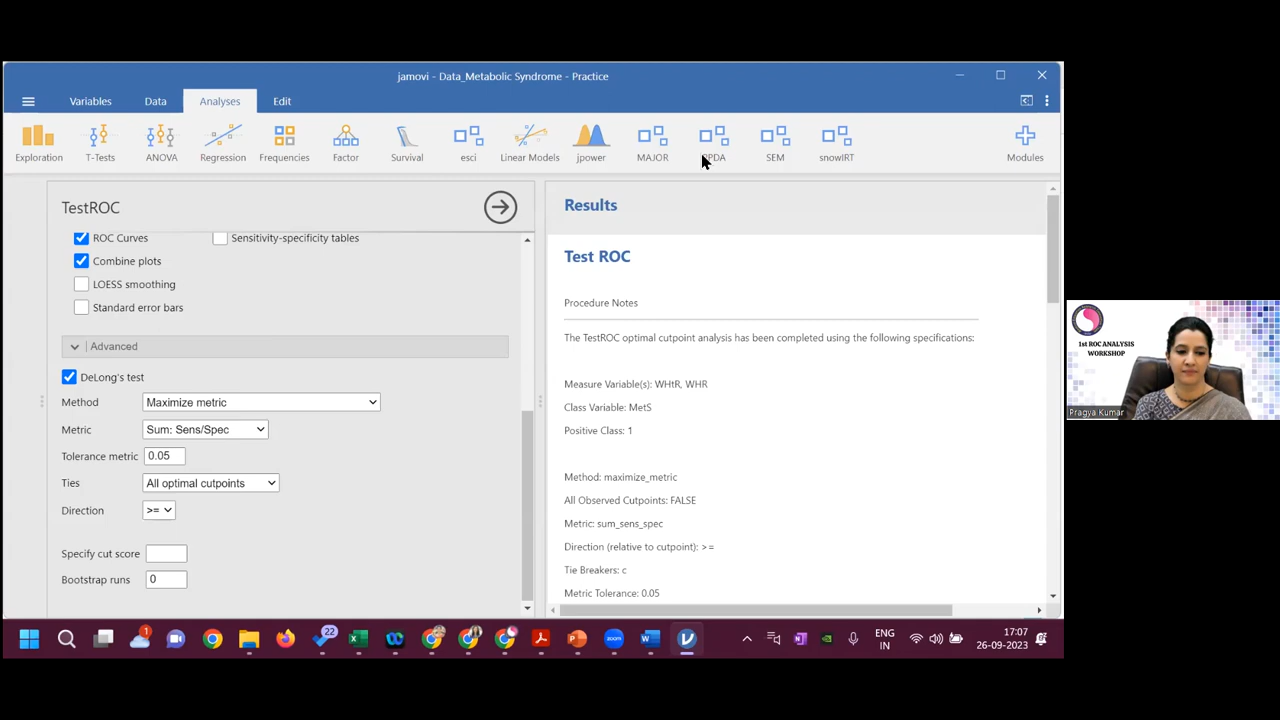 jamovi - Data_Metabolic Syndrome - Practice
Variables
Data
Analyses
Edit
Exploration
T-Tests
ANOVA
Regression
Frequencies
Factor
Survival
esci
Linear Models
jpower
MAJOR
SEM
snowIRT
Modules
TestROC
ROC Curves
Sensitivity-specificity tables
Combine plots
LOESS smoothing
Standard error bars
Advanced
DeLong's test
Method Maximize metric
Metric Sum: Sens/Spec
Tolerance metric 0.05
Ties All optimal cutpoints
Direction >=
Specify cut score
Bootstrap runs 0
Results
Test ROC
Procedure Notes
The TestROC optimal cutpoint analysis has been completed using the following specifications:
Measure Variable(s): WHtR, WHR
Class Variable: MetS
Positive Class: 1
Method: maximize_metric
All Observed Cutpoints: FALSE
Metric: sum_sens_spec
Direction (relative to cutpoint): >=
Tie Breakers: c
Metric Tolerance: 0.05
1st ROC ANALYSIS
WORKSHOP
Pragya Kumar
1
22
ENG
IN
17:07
26-09-2023